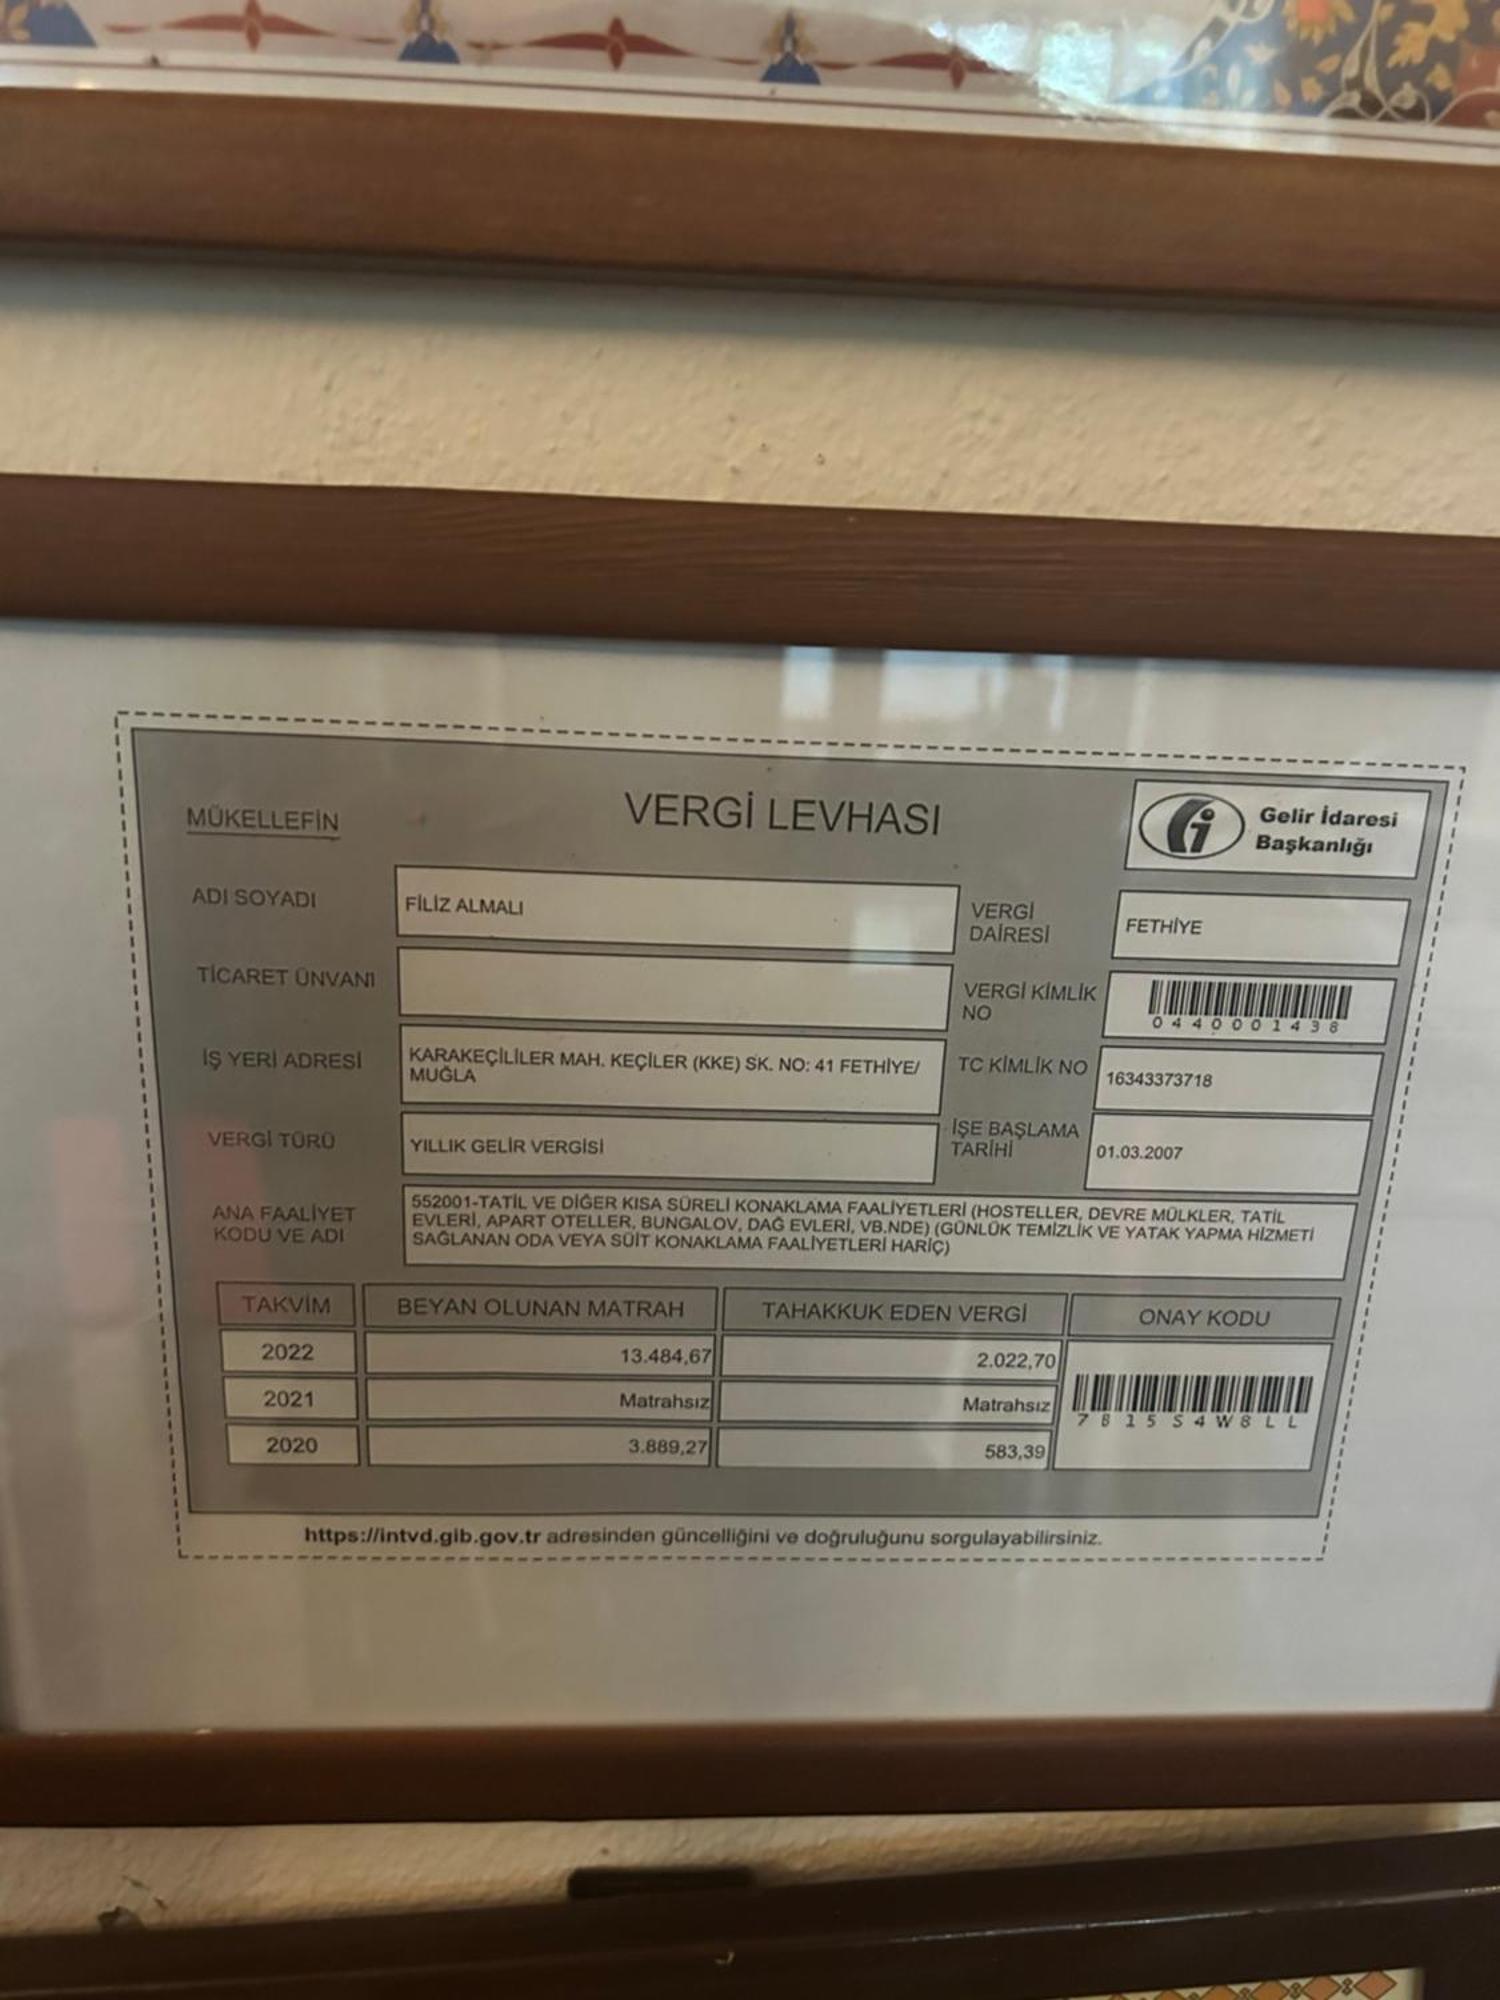 MÜKELLEFİN
VERGİ LEVHASI
Gelir İdaresi
Başkanlığı
ADI SOYADI
FİLİZ ALMALI
VERGİ
DAİRESİ
FETHİYE
TİCARET ÜNVANI
VERGİ KİMLİK
NO
0440001438
İŞ YERİ ADRESİ
KARAKEÇİLİLER MAH. KEÇİLER (KKE) SK. NO: 41 FETHİYE/
MUĞLA
TC KİMLİK NO
16343373718
VERGİ TÜRÜ
YILLIK GELİR VERGİSİ
İŞE BAŞLAMA
TARİHİ
01.03.2007
ANA FAALİYET
KODU VE ADI
552001-TATİL VE DİĞER KISA SÜRELİ KONAKLAMA FAALİYETLERİ (HOSTELLER, DEVRE MÜLKLER, TATİL
EVLERİ, APART OTELLER, BUNGALOV, DAĞ EVLERİ, VB.NDE) (GÜNLÜK TEMİZLİK VE YATAK YAPMA HİZMETİ
SAĞLANAN ODA VEYA SÜİT KONAKLAMA FAALİYETLERİ HARİÇ)
TAKVİM BEYAN OLUNAN MATRAH TAHAKKUK EDEN VERGİ ONAY KODU
2022 13.484,67 2.022,70
2021 Matrahsız Matrahsız
7815S4W8LL
2020 3.889,27 583,39
https://intvd.gib.gov.tr adresinden güncelliğini ve doğruluğunu sorgulayabilirsiniz.